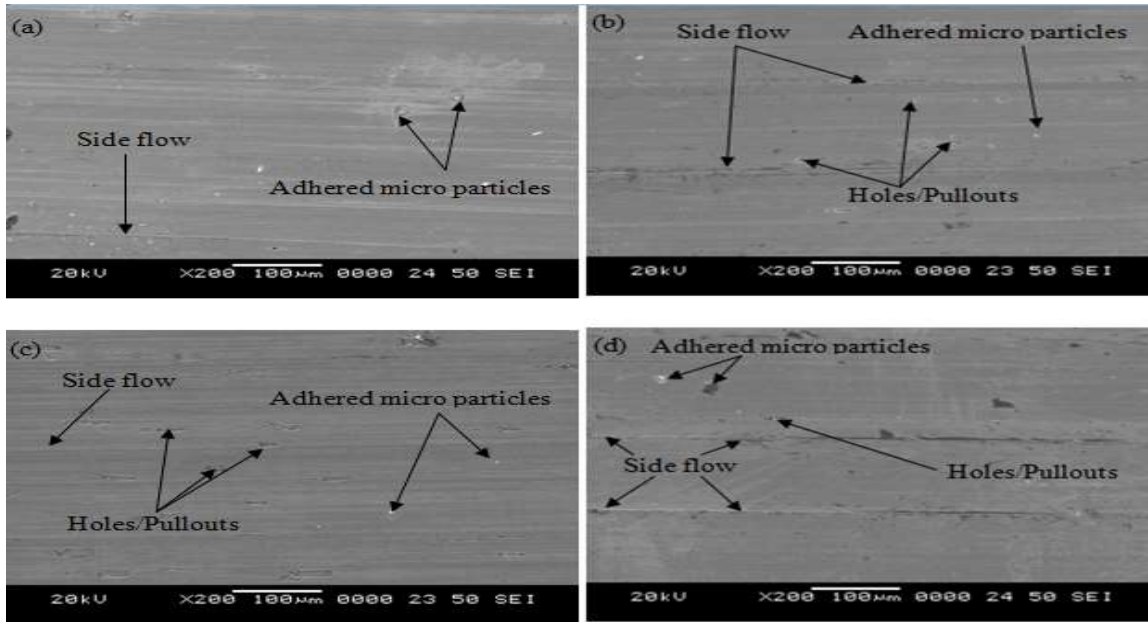 (a)
Side flow
Adhered micro particles
20kV X200 100µm 0000 24 50 SEI
(b)
Side flow Adhered micro particles
Holes/Pullouts
20kV X200 100µm 0000 23 50 SEI
(c)
Side flow
Adhered micro particles
Holes/Pullouts
20kV X200 100µm 0000 23 50 SEI
(d)
Adhered micro particles
Side flow
Holes/Pullouts
20kV X200 100µm 0000 24 50 SEI